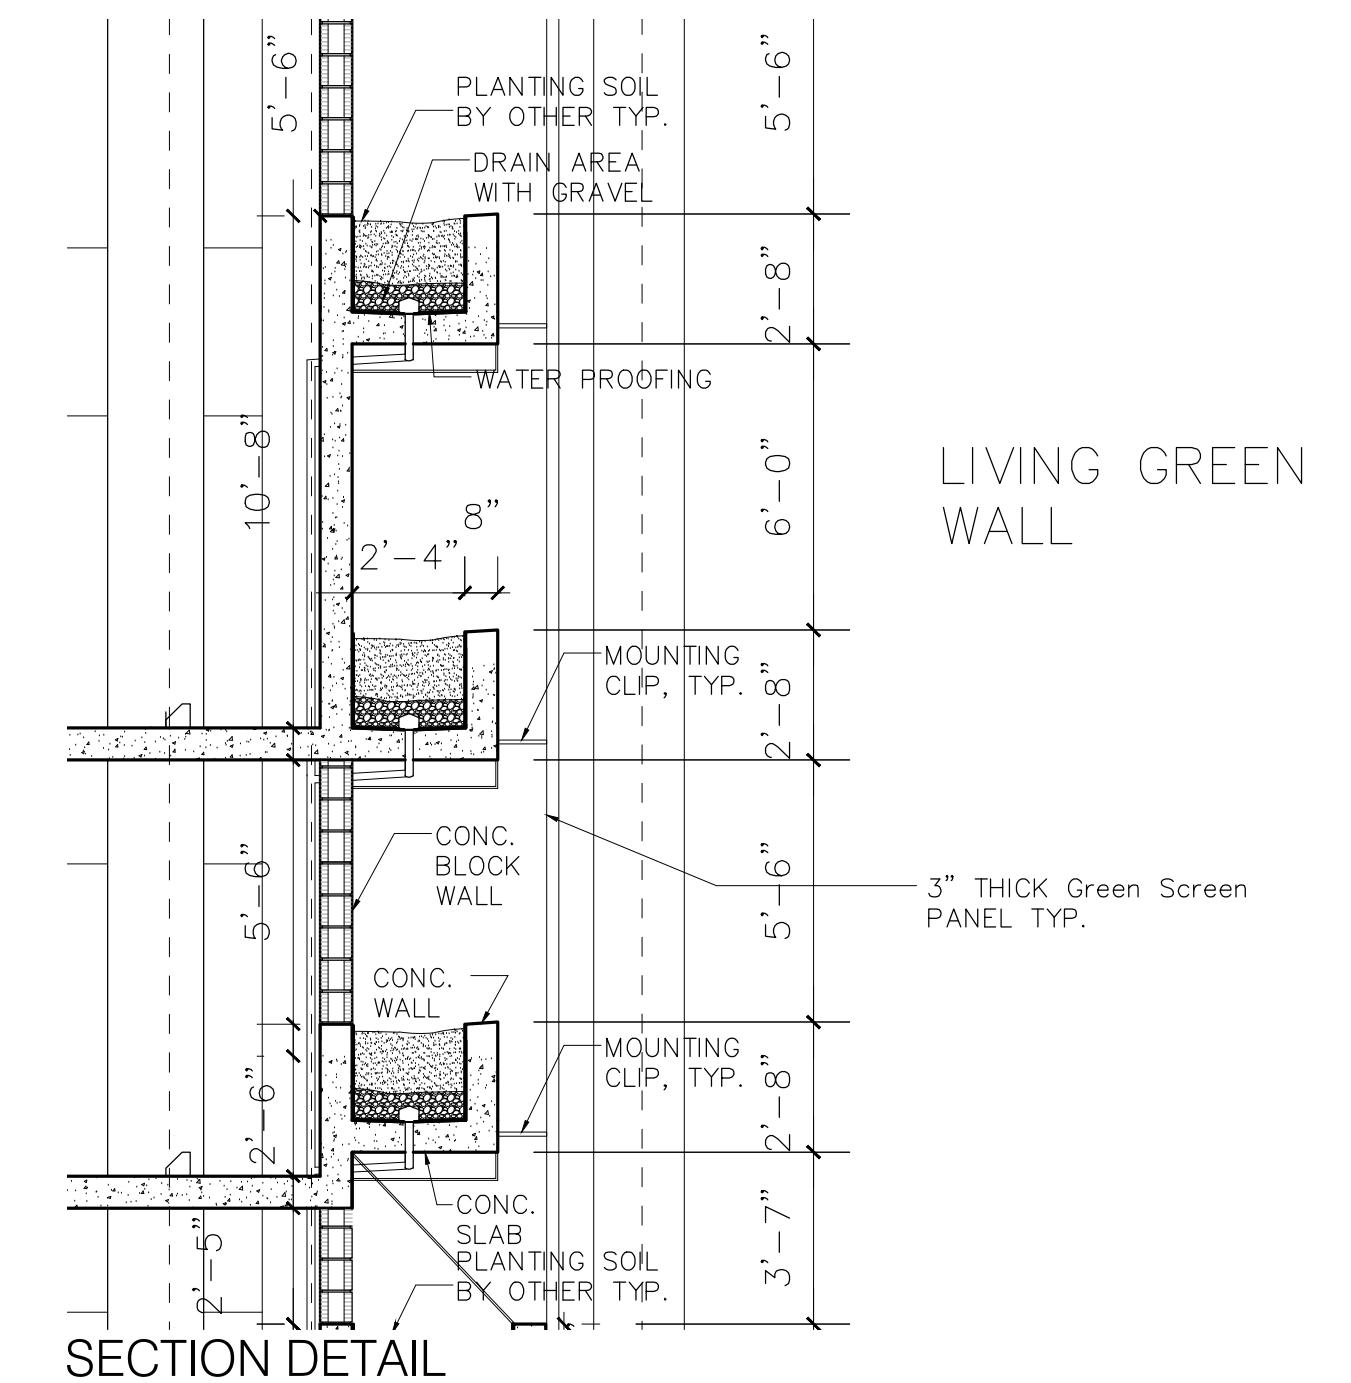 5'-6"
5'-6"
PLANTING SOIL
BY OTHER TYP.
DRAIN AREA
WITH GRAVEL
2'-8"
WATER PROOFING
10'-8"
6'-0"
LIVING GREEN
WALL
8"
2'-4"
MOUNTING
CLIP, TYP.
2'-8"
CONC.
BLOCK
WALL
5'-6"
5'-6"
3" THICK Green Screen
PANEL TYP.
CONC.
WALL
MOUNTING
CLIP, TYP.
2'-8"
2'-6"
CONC.
SLAB
2'-5"
3'-7"
PLANTING SOIL
BY OTHER TYP.
SECTION DETAIL